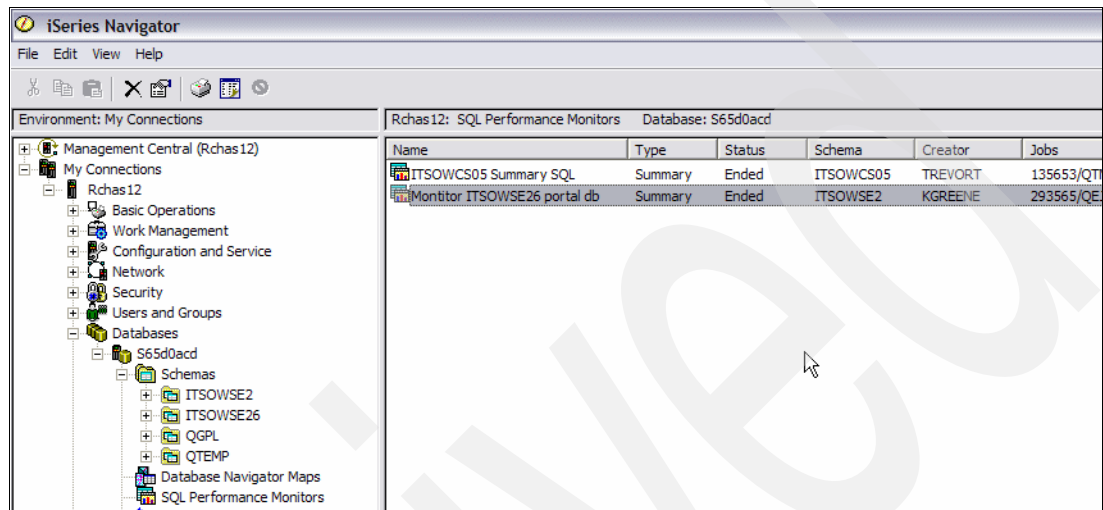 iSeries Navigator
File Edit View Help
Environment: My Connections
Rchas12: SQL Performance Monitors Database: S65d0acd
Management Central (Rchas12)
My Connections
Rchas12
Basic Operations
Work Management
Configuration and Service
Network
Security
Users and Groups
Databases
S65d0acd
Schemas
ITSOWSE2
ITSOWSE26
QGPL
QTEMP
Database Navigator Maps
SQL Performance Monitors
Name Type Status Schema Creator Jobs
ITSOWCS05 Summary SQL Summary Ended ITSOWCS05 TREVORT 135653/QTM
Montitor ITSOWSE26 portal db Summary Ended ITSOWSE2 KGREENE 293565/QEJ